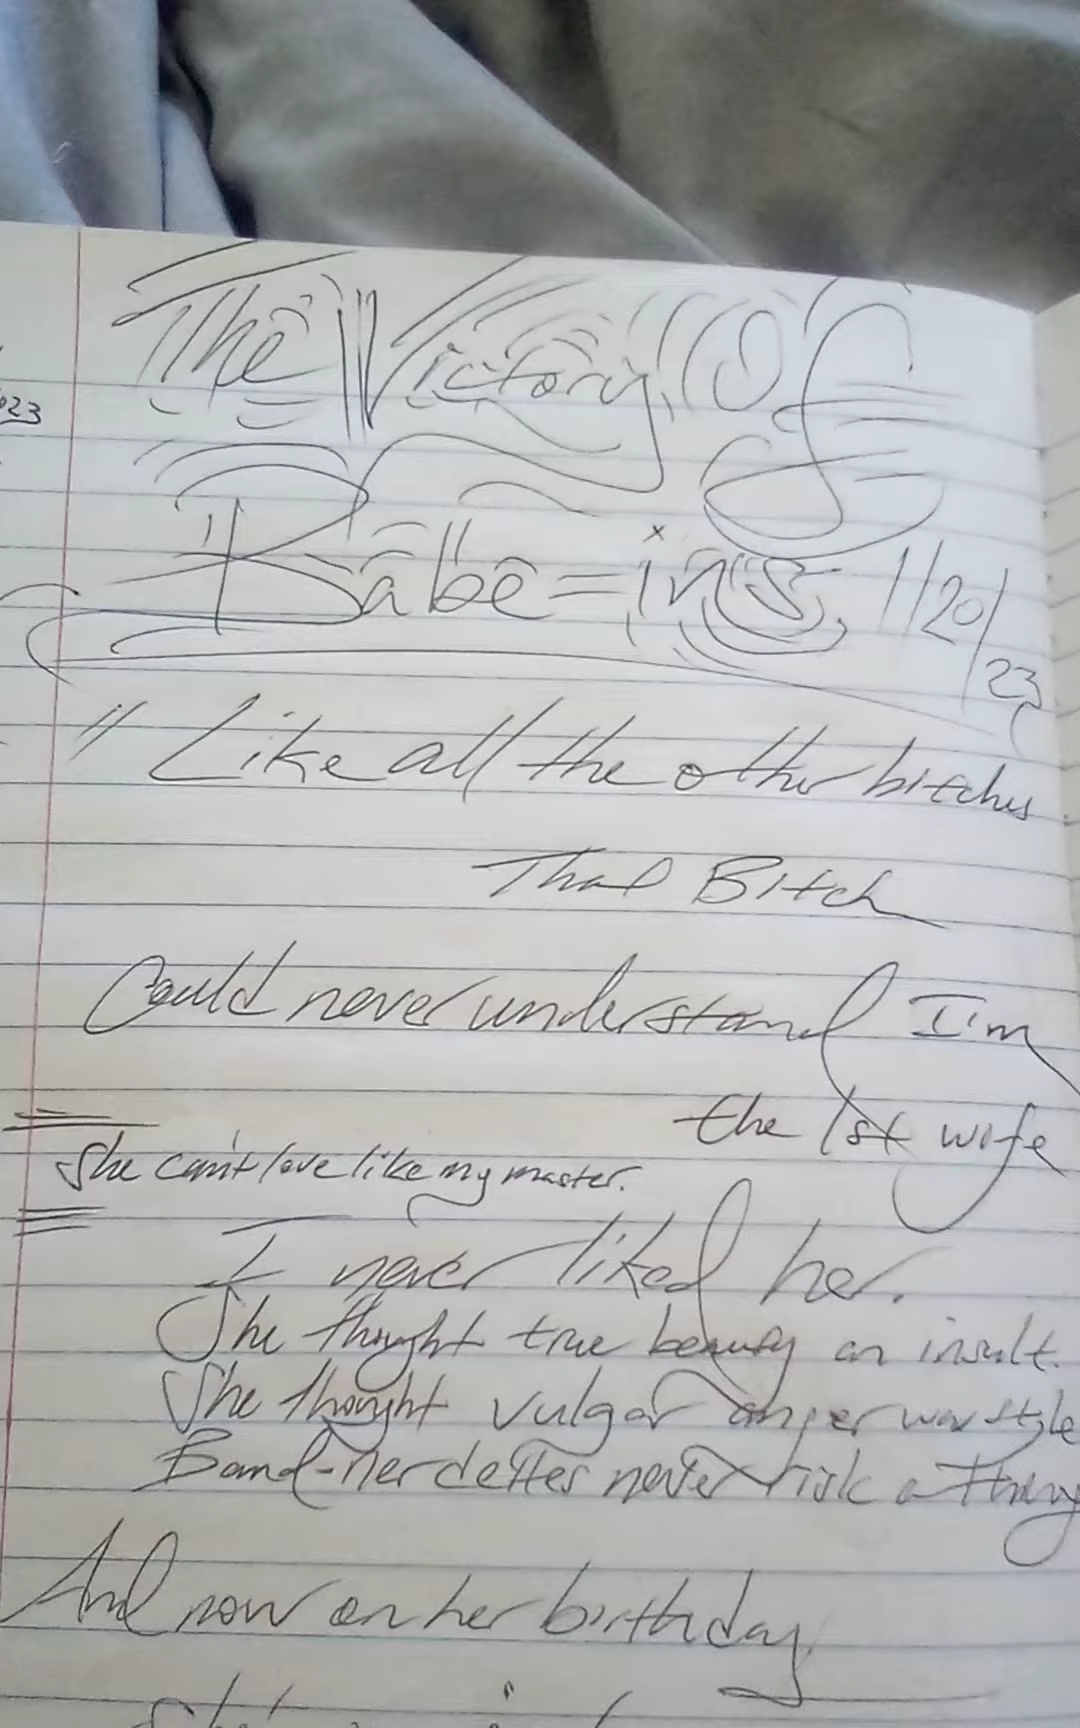 The Victory Of
Babe=ins 11/20/23
023
" Like all the other bitches
That Bitch
Could never understand I'm
the 1st wife
She can't love like my master.
I never liked her.
She thought true beauty an insult.
She thought vulgar anger was style
Band-nerdettes never risk a thing
And now on her birthday